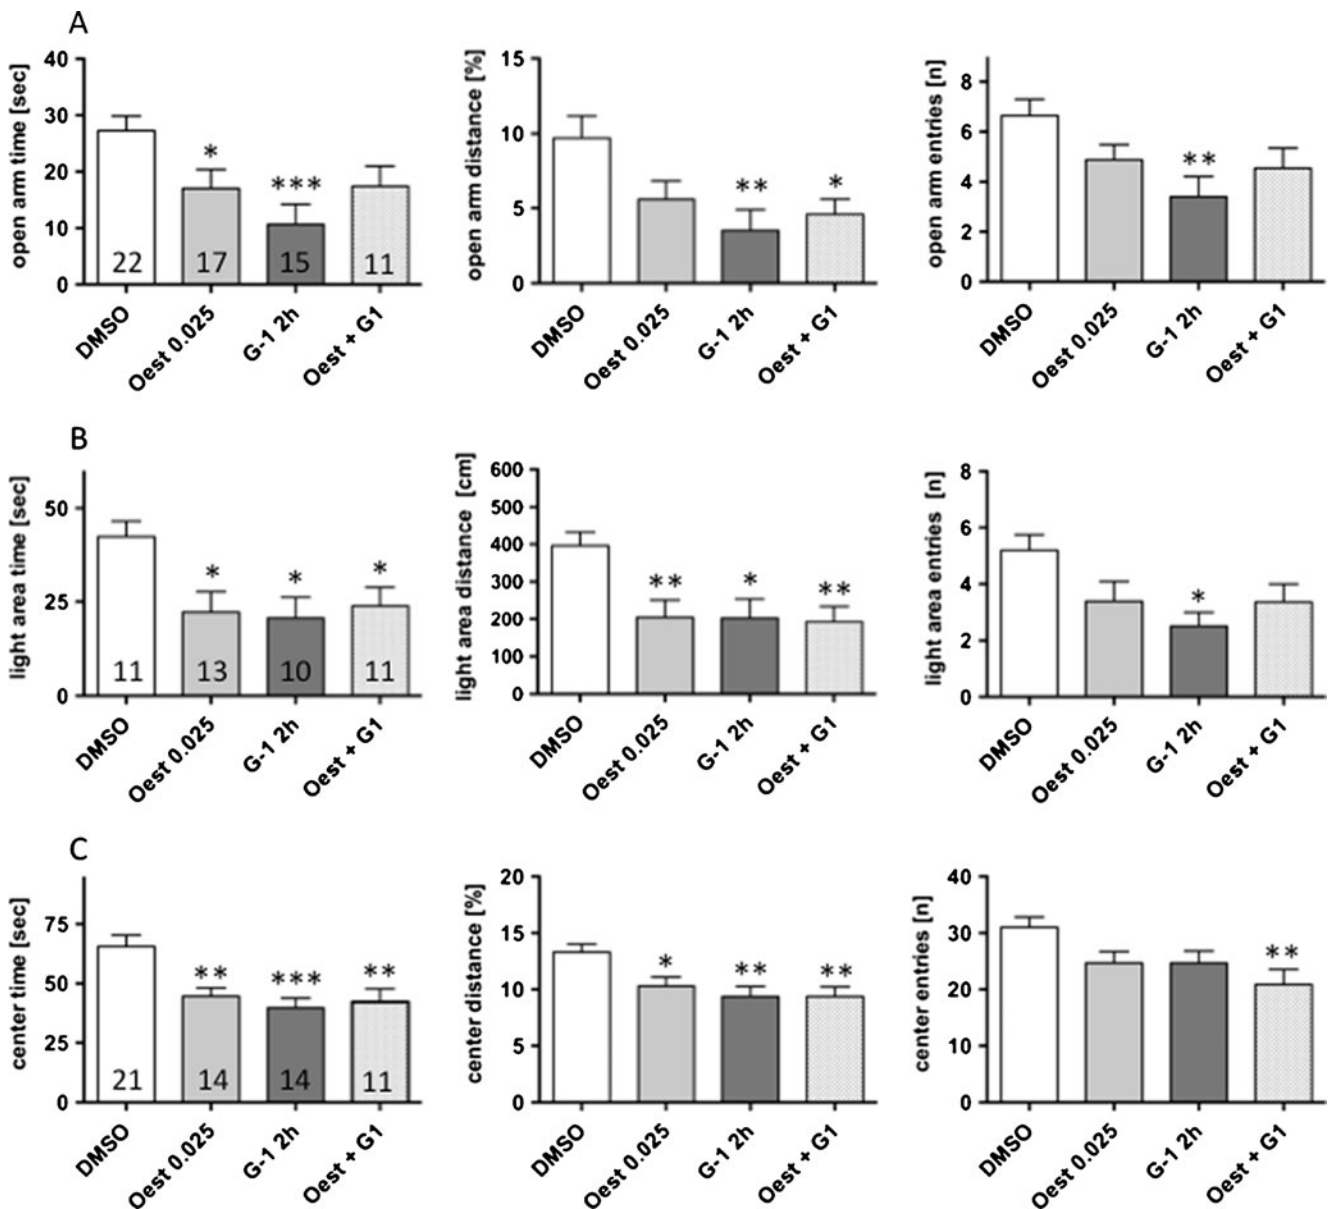 A
open arm time [sec]
40
30
20
10
0
*
***
22
17
15
11
DMSO
Oest 0.025
G-1 2h
Oest + G1
open arm distance [%]
15
10
5
0
**
*
DMSO
Oest 0.025
G-1 2h
Oest + G1
open arm entries [n]
8
6
4
2
0
**
DMSO
Oest 0.025
G-1 2h
Oest + G1
B
light area time [sec]
50
25
0
*
*
*
11
13
10
11
DMSO
Oest 0.025
G-1 2h
Oest + G1
light area distance [cm]
600
500
400
300
200
100
0
**
*
**
DMSO
Oest 0.025
G-1 2h
Oest + G1
light area entries [n]
8
6
4
2
0
*
DMSO
Oest 0.025
G-1 2h
Oest + G1
C
center time [sec]
75
50
25
0
**
***
**
21
14
14
11
DMSO
Oest 0.025
G-1 2h
Oest + G1
center distance [%]
20
15
10
5
0
*
**
**
DMSO
Oest 0.025
G-1 2h
Oest + G1
center entries [n]
40
30
20
10
0
**
DMSO
Oest 0.025
G-1 2h
Oest + G1